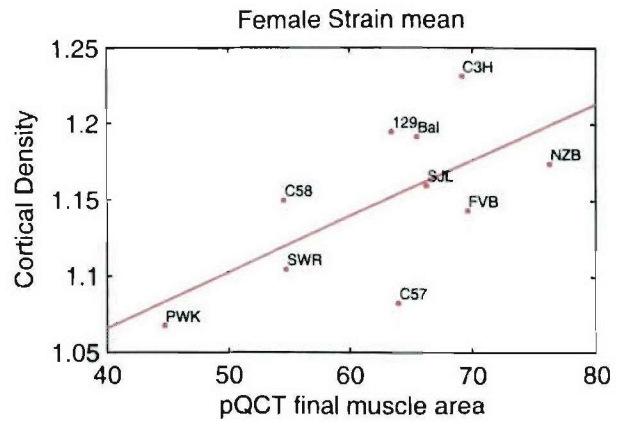 Female Strain mean
1.25
C3H
1.2
129 Bal
NZB
SJL
C58
1.15
FVB
SWR
1.1
C57
PWK
1.05
40 50 60 70 80
Cortical Density
pQCT final muscle area